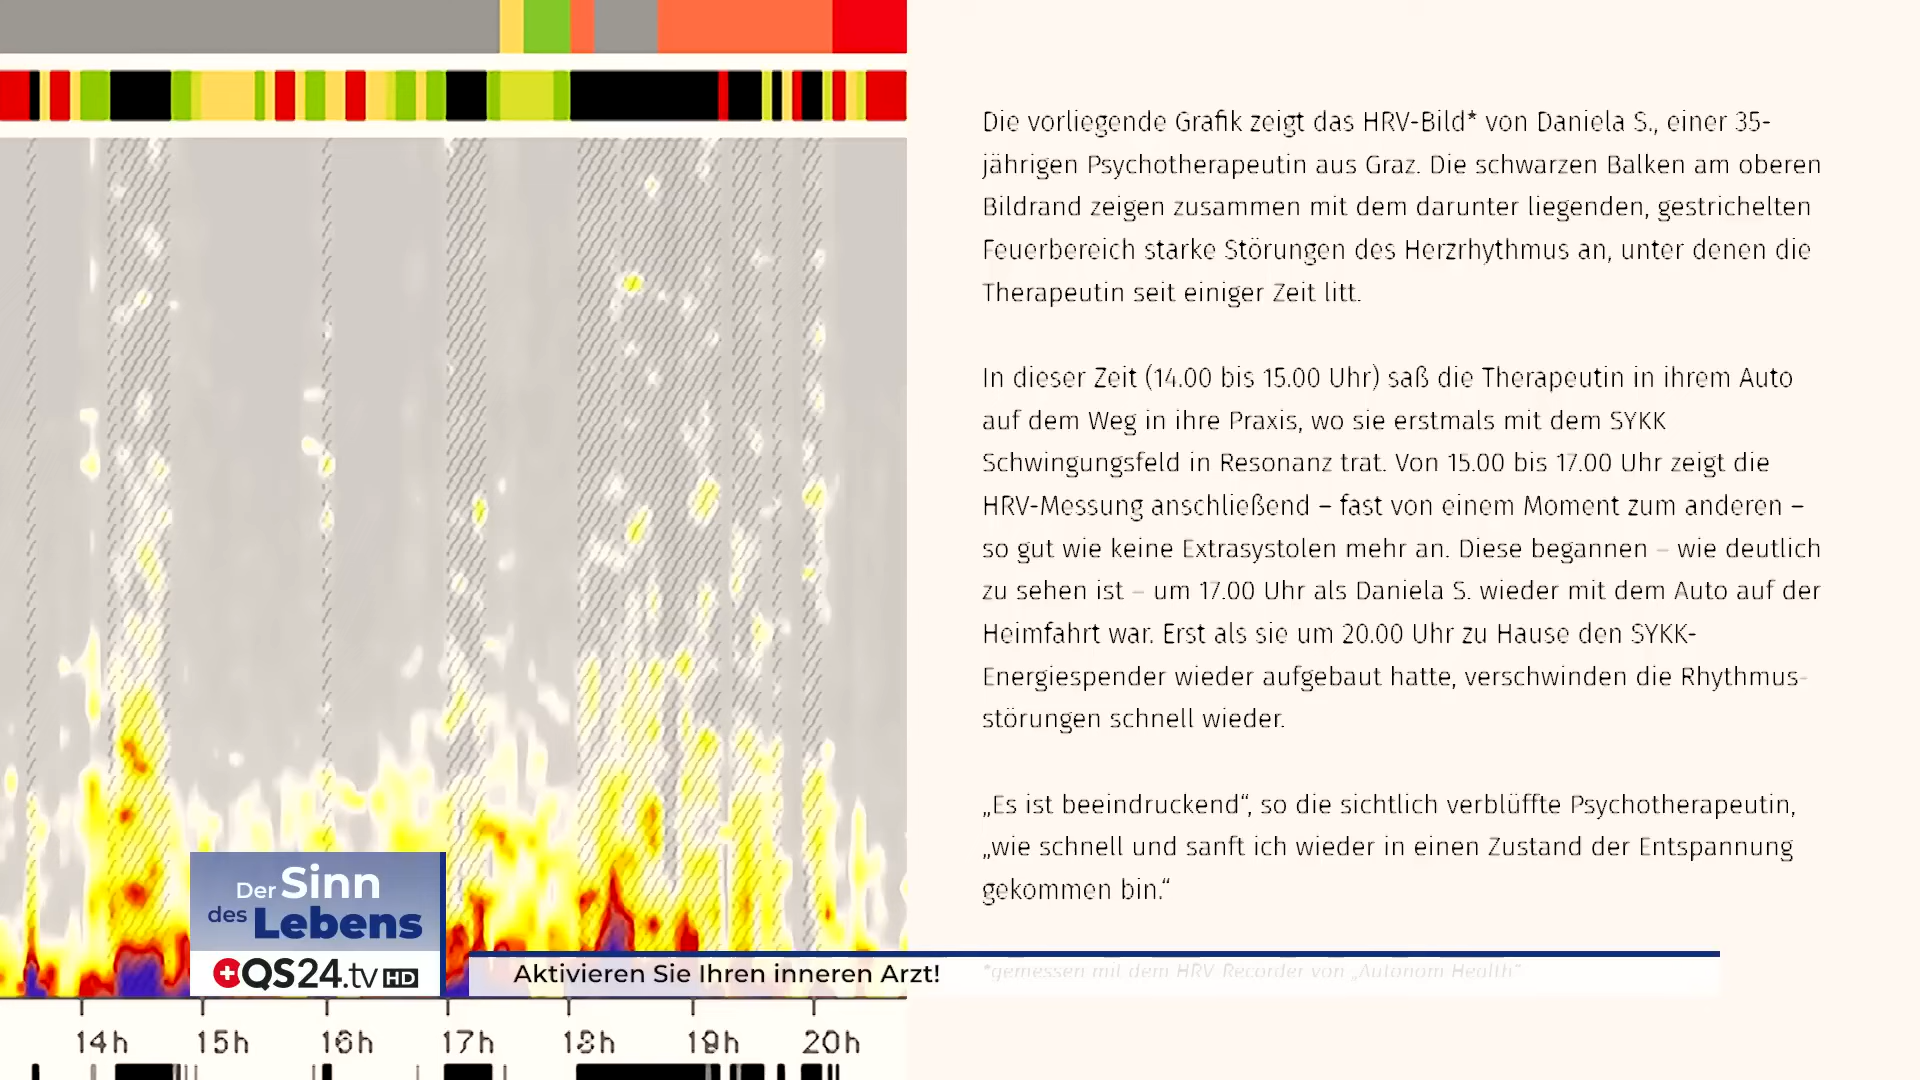 Die vorliegende Grafik zeigt das HRV-Bild* von Daniela S., einer 35-
jährigen Psychotherapeutin aus Graz. Die schwarzen Balken am oberen
Bildrand zeigen zusammen mit dem darunter liegenden, gestrichelten
Feuerbereich starke Störungen des Herzrhythmus an, unter denen die
Therapeutin seit einiger Zeit litt.
In dieser Zeit (14.00 bis 15.00 Uhr) saß die Therapeutin in ihrem Auto
auf dem Weg in ihre Praxis, wo sie erstmals mit dem SYKK
Schwingungsfeld in Resonanz trat. Von 15.00 bis 17.00 Uhr zeigt die
HRV-Messung anschließend – fast von einem Moment zum anderen –
so gut wie keine Extrasystolen mehr an. Diese begannen – wie deutlich
zu sehen ist – um 17.00 Uhr als Daniela S. wieder mit dem Auto auf der
Heimfahrt war. Erst als sie um 20.00 Uhr zu Hause den SYKK-
Energiespender wieder aufgebaut hatte, verschwinden die Rhythmus-
störungen schnell wieder.
„Es ist beeindruckend“, so die sichtlich verblüffte Psychotherapeutin,
„wie schnell und sanft ich wieder in einen Zustand der Entspannung
gekommen bin.“
*gemessen mit dem HRV Recorder von „Autonom Health“
Der Sinn
des Lebens
QS24.tv HD
Aktivieren Sie Ihren inneren Arzt!
14h 15h 16h 17h 18h 19h 20h